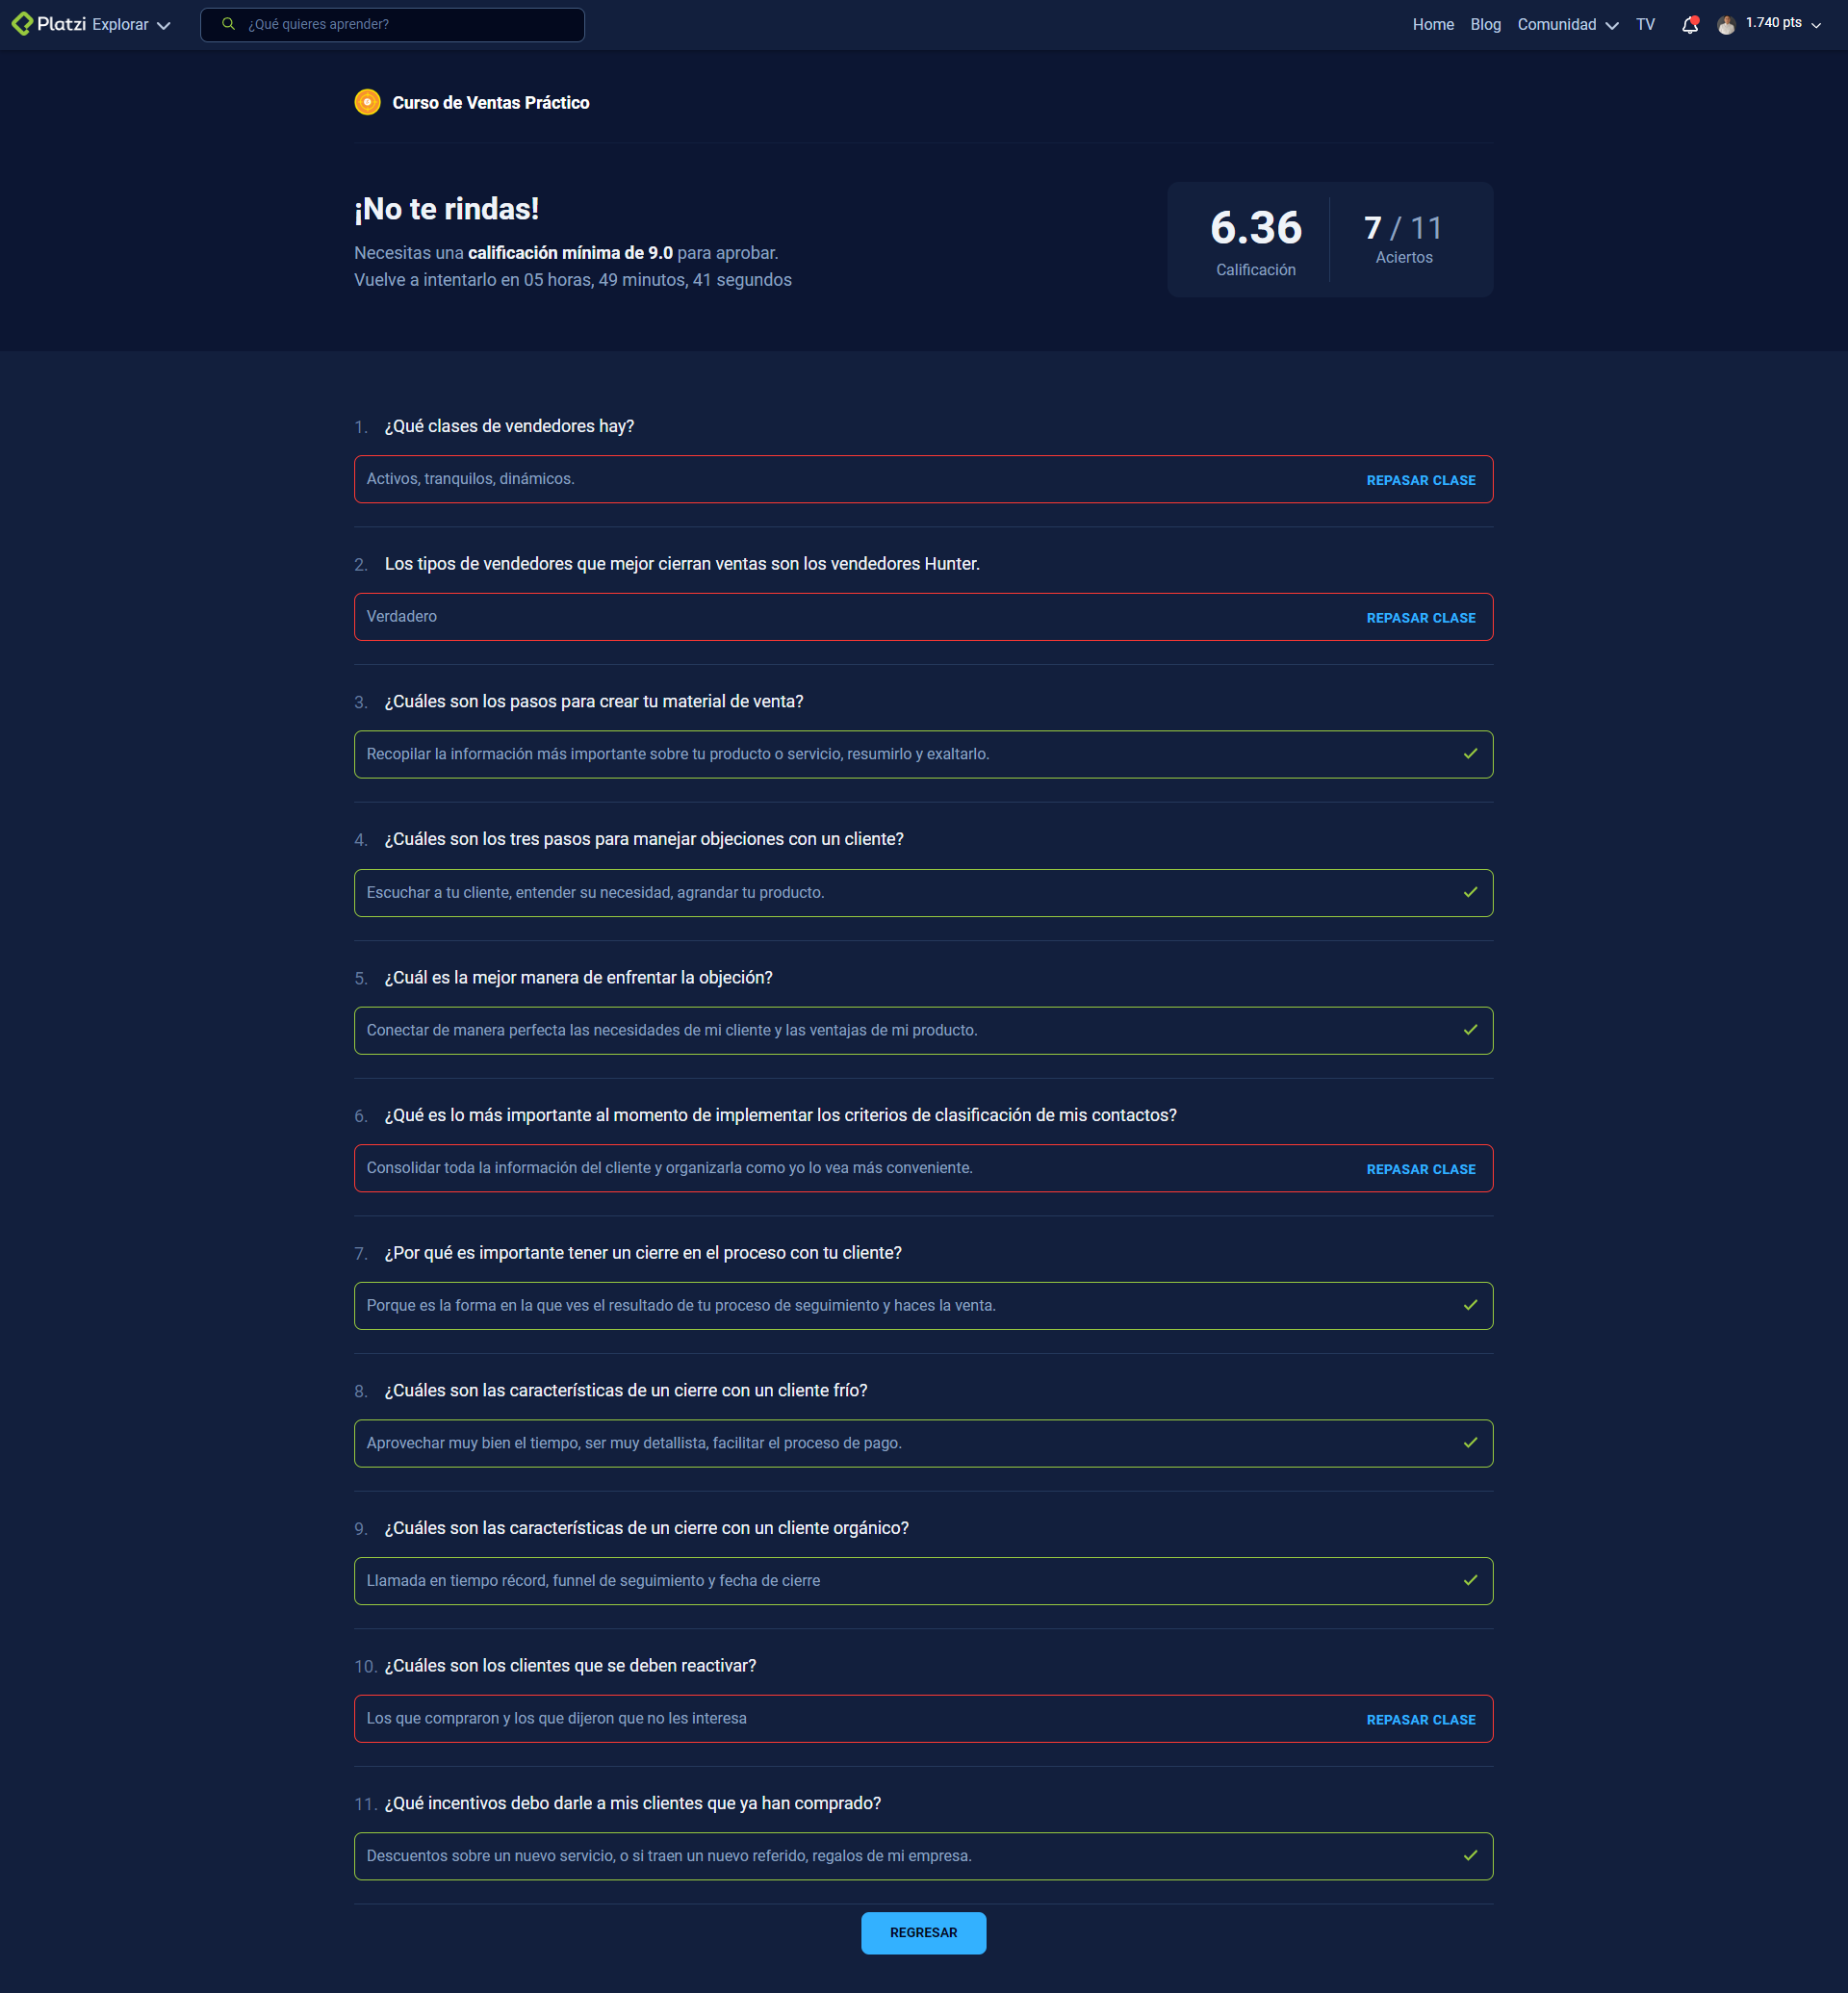 Platzi Explorar ¿Qué quieres aprender? Home Blog Comunidad TV 1.740 pts
Curso de Ventas Práctico
¡No te rindas!
Necesitas una calificación mínima de 9.0 para aprobar.
Vuelve a intentarlo en 05 horas, 49 minutos, 41 segundos
6.36
Calificación
7 / 11
Aciertos
1. ¿Qué clases de vendedores hay?
Activos, tranquilos, dinámicos. REPASAR CLASE
2. Los tipos de vendedores que mejor cierran ventas son los vendedores Hunter.
Verdadero REPASAR CLASE
3. ¿Cuáles son los pasos para crear tu material de venta?
Recopilar la información más importante sobre tu producto o servicio, resumirlo y exaltarlo.
4. ¿Cuáles son los tres pasos para manejar objeciones con un cliente?
Escuchar a tu cliente, entender su necesidad, agrandar tu producto.
5. ¿Cuál es la mejor manera de enfrentar la objeción?
Conectar de manera perfecta las necesidades de mi cliente y las ventajas de mi producto.
6. ¿Qué es lo más importante al momento de implementar los criterios de clasificación de mis contactos?
Consolidar toda la información del cliente y organizarla como yo lo vea más conveniente. REPASAR CLASE
7. ¿Por qué es importante tener un cierre en el proceso con tu cliente?
Porque es la forma en la que ves el resultado de tu proceso de seguimiento y haces la venta.
8. ¿Cuáles son las características de un cierre con un cliente frío?
Aprovechar muy bien el tiempo, ser muy detallista, facilitar el proceso de pago.
9. ¿Cuáles son las características de un cierre con un cliente orgánico?
Llamada en tiempo récord, funnel de seguimiento y fecha de cierre
10. ¿Cuáles son los clientes que se deben reactivar?
Los que compraron y los que dijeron que no les interesa REPASAR CLASE
11. ¿Qué incentivos debo darle a mis clientes que ya han comprado?
Descuentos sobre un nuevo servicio, o si traen un nuevo referido, regalos de mi empresa.
REGRESAR